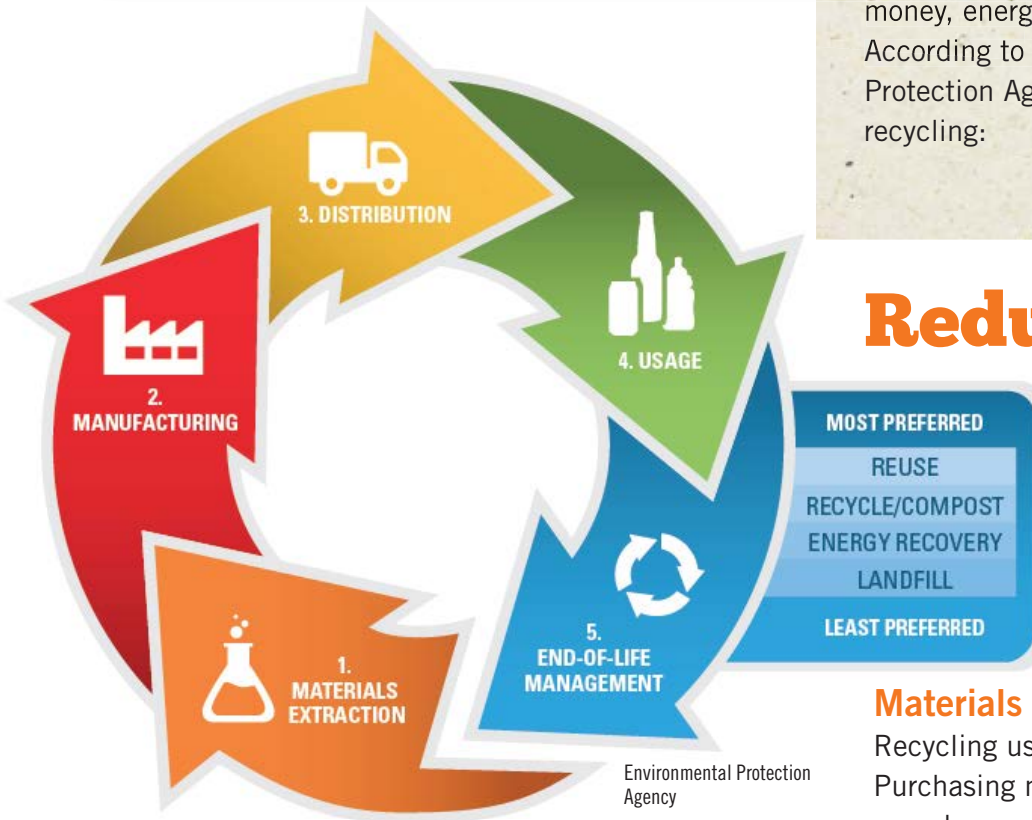 money, energ
According to
Protection Ag
recycling:
3. DISTRIBUTION
4. USAGE
2.
MANUFACTURING
Redu
MOST PREFERRED
REUSE
RECYCLE/COMPOST
ENERGY RECOVERY
LANDFILL
LEAST PREFERRED
5.
END-OF-LIFE
MANAGEMENT
1.
MATERIALS
EXTRACTION
Environmental Protection
Agency
Materials
Recycling us
Purchasing